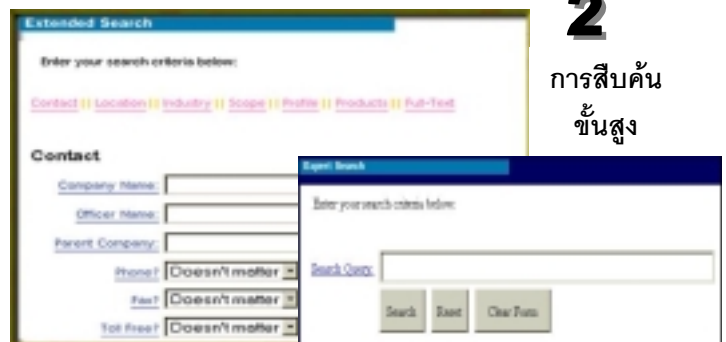 Extended Search
Enter your search criteria below:
Contact || Location || Industry || Scope || Profile || Products || Full-Text
Contact
Company Name:
Officer Name:
Parent Company:
Phone? Doesn't matter
Fax? Doesn't matter
Toll Free? Doesn't matter
2
การสืบค้น
ขั้นสูง
Expert Search
Enter your search criteria below:
Search Query:
Search Reset Clear Form